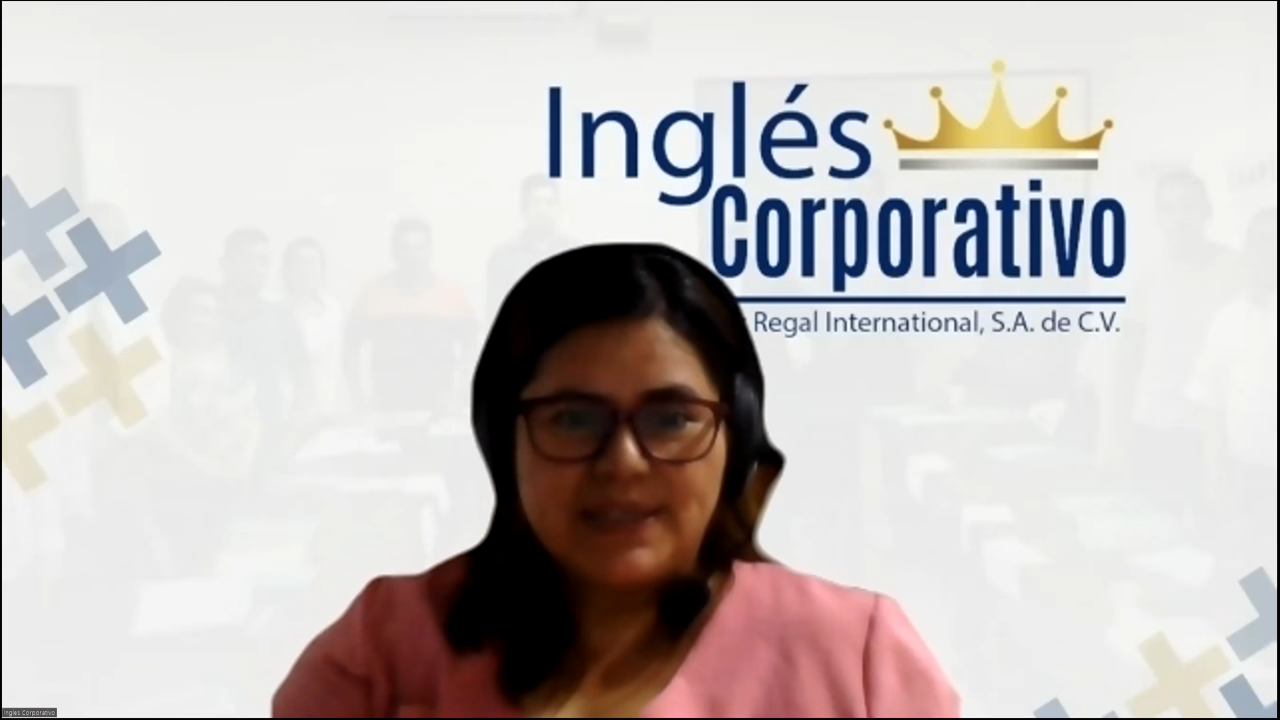 Inglés
Corporativo
Regal International, S.A. de C.V.
Ingles Corporativo